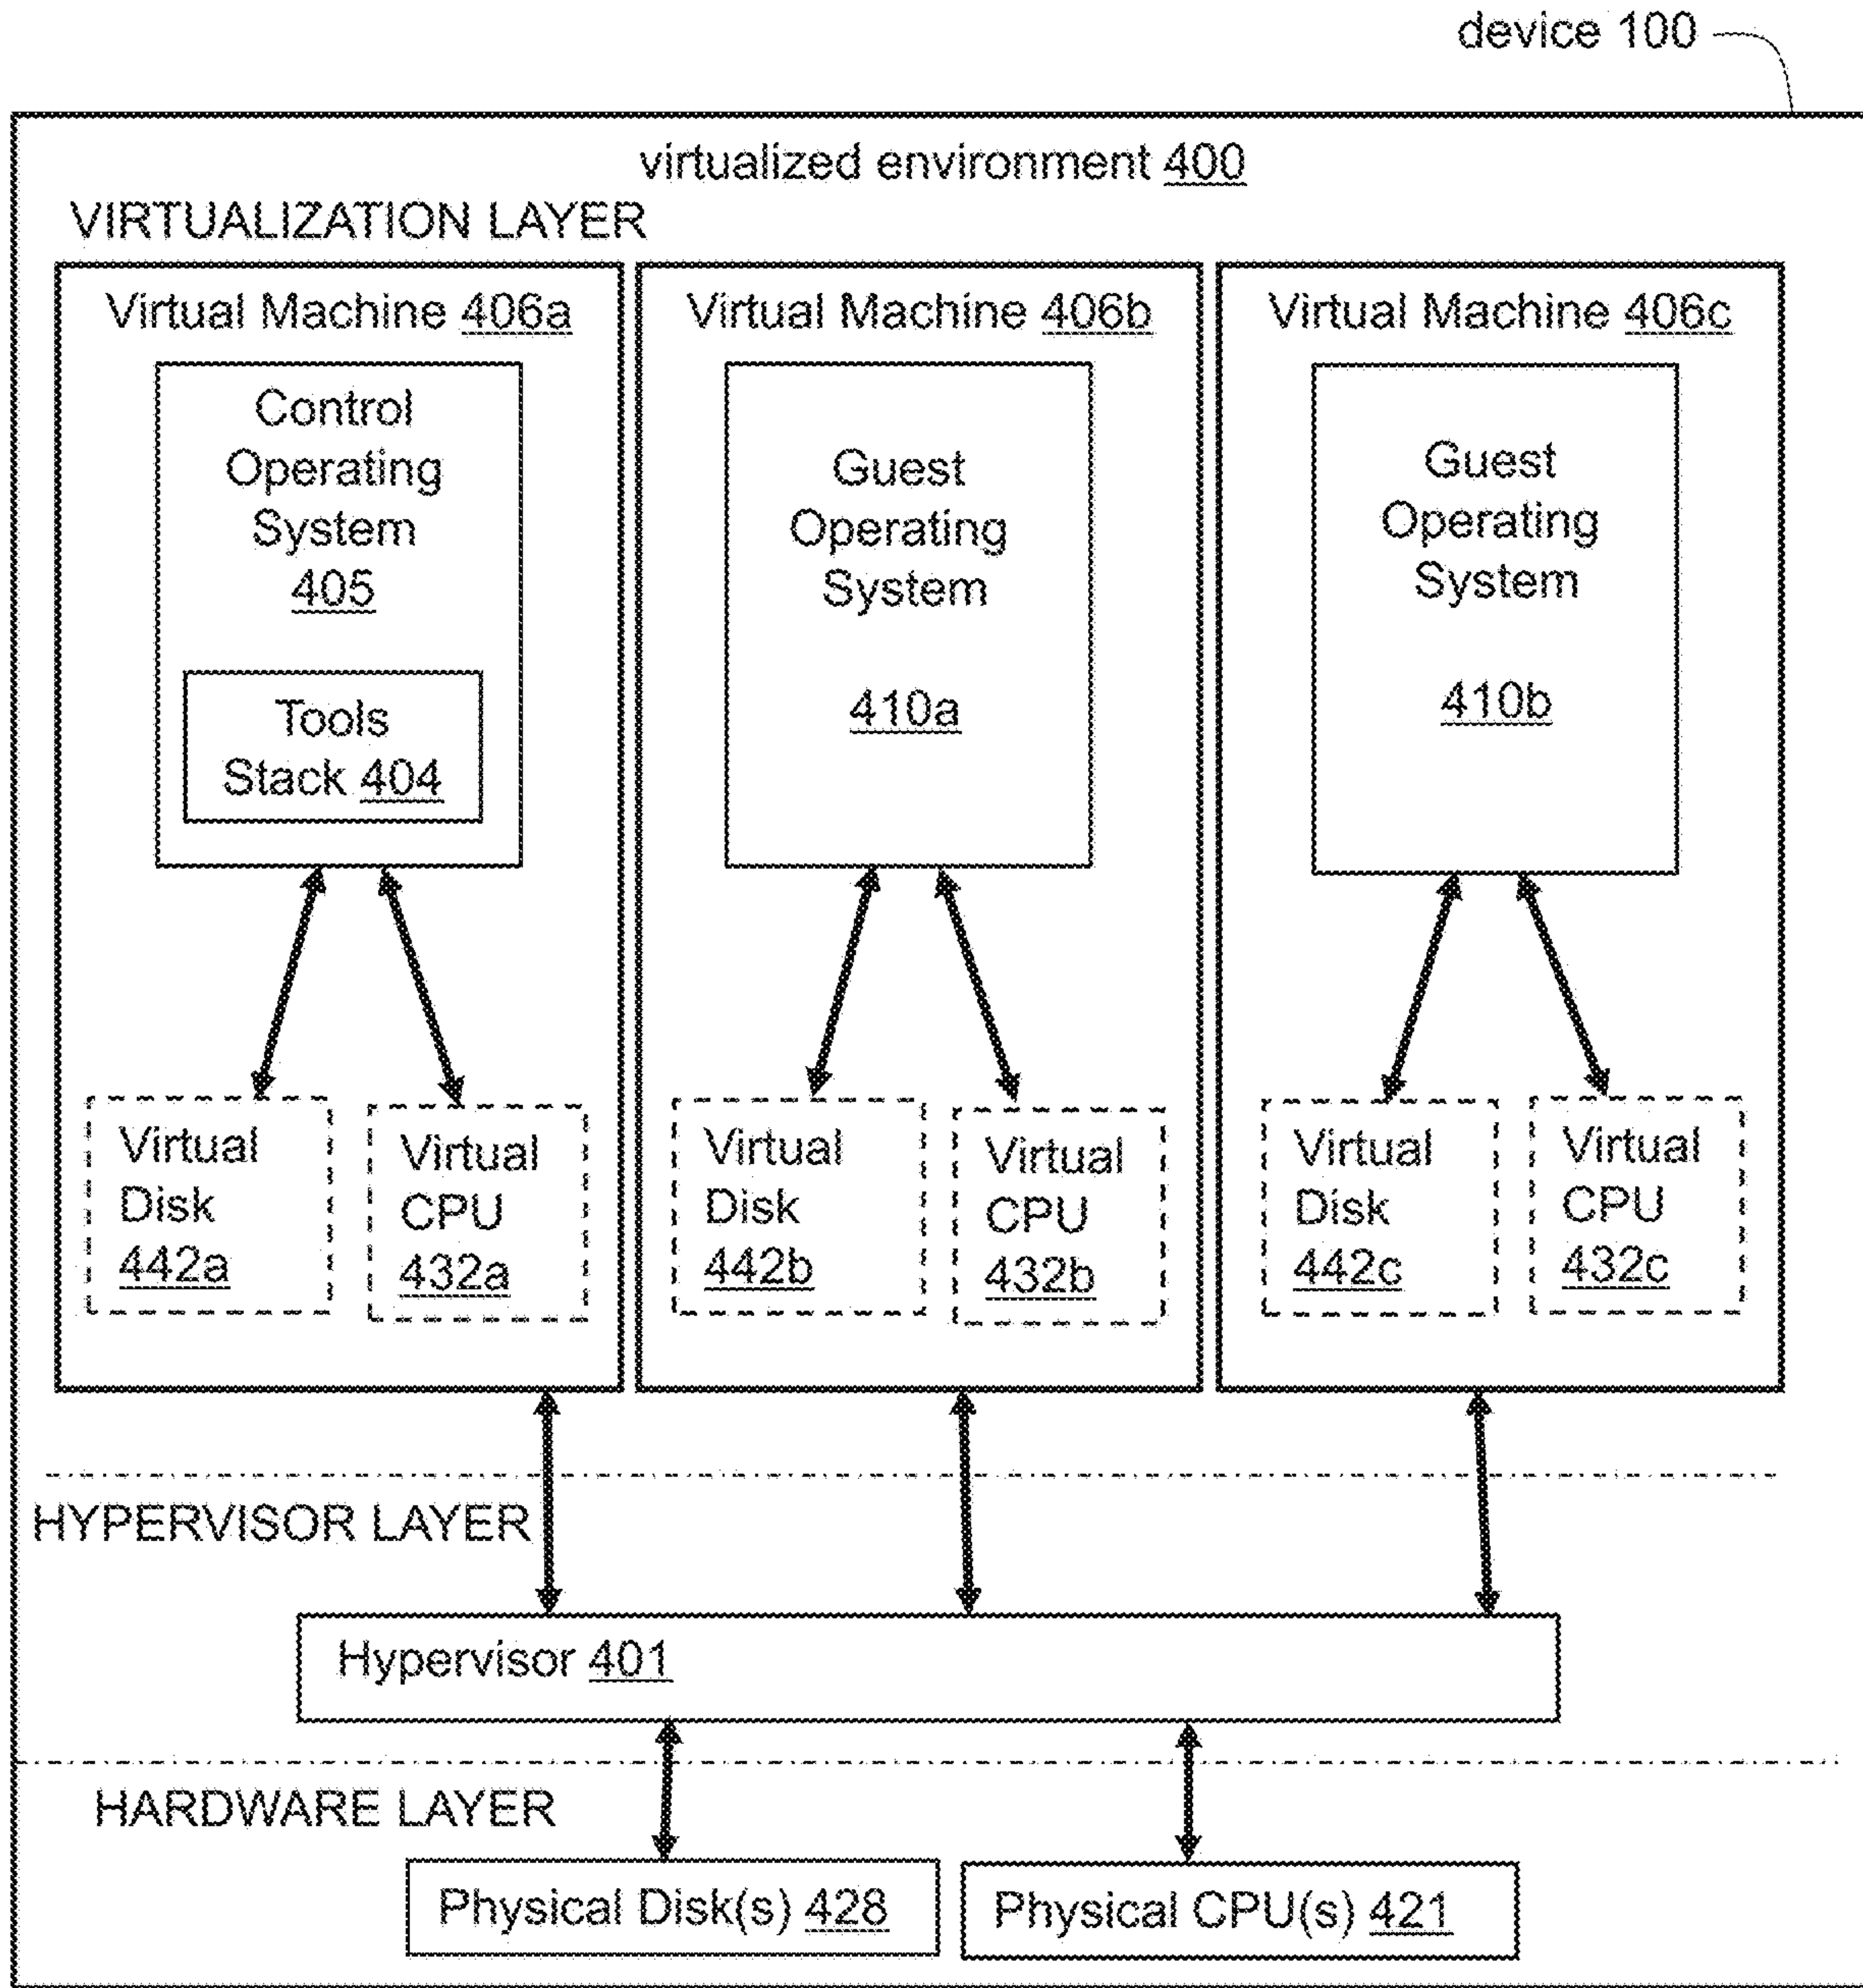 device 100
virtualized environment 400
VIRTUALIZATION LAYER
Virtual Machine 406a
Control
Operating
System
405
Tools
Stack 404
Virtual
Disk
442a
Virtual
CPU
432a
Virtual Machine 406b
Guest
Operating
System
410a
Virtual
Disk
442b
Virtual
CPU
432b
Virtual Machine 406c
Guest
Operating
System
410b
Virtual
Disk
442c
Virtual
CPU
432c
HYPERVISOR LAYER
Hypervisor 401
HARDWARE LAYER
Physical Disk(s) 428
Physical CPU(s) 421